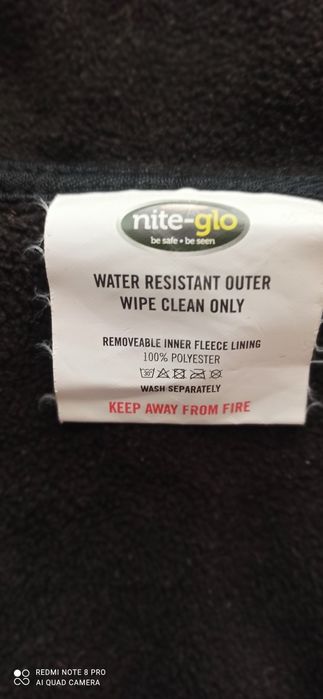 nite-glo
be safe • be seen
WATER RESISTANT OUTER
WIPE CLEAN ONLY
REMOVEABLE INNER FLEECE LINING
100% POLYESTER
30
WASH SEPARATELY
KEEP AWAY FROM FIRE
REDMI NOTE 8 PRO
AI QUAD CAMERA